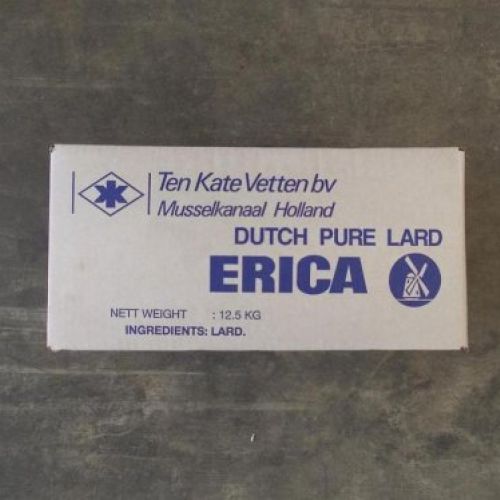 Ten Kate Vetten bv
Musselkanaal Holland
DUTCH PURE LARD
ERICA
NETT WEIGHT : 12.5 KG
INGREDIENTS: LARD.